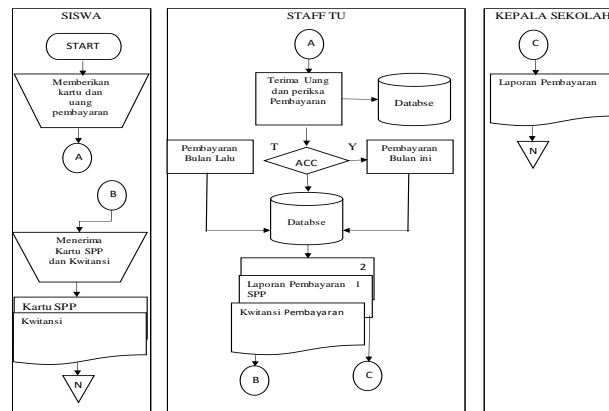 SISWA
START
Memberikan
kartu dan
uang
pembayaran
A
B
Menerima
Kartu SPP
dan Kwitansi
Kartu SPP
Kwitansi
N
STAFF TU
A
Terima Uang
dan periksa
Pembayaran
Databse
Pembayaran
Bulan Lalu
T
ACC
Y
Pembayaran
Bulan ini
Databse
2
Laporan Pembayaran 1
SPP
Kwitansi Pembayaran
B
C
KEPALA SEKOLAH
C
Laporan Pembayaran
N